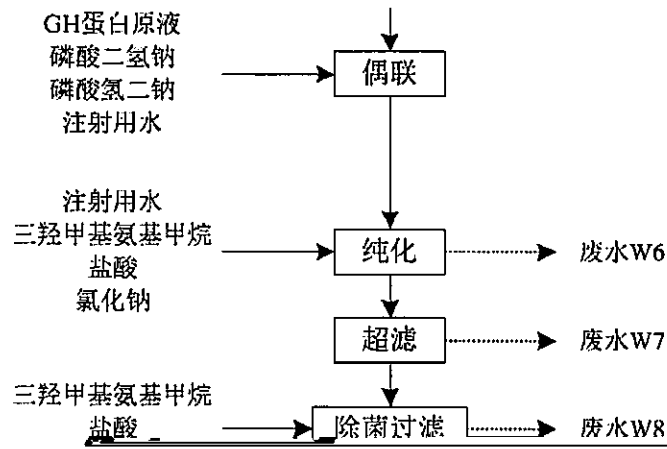 GH蛋白原液
磷酸二氢钠
磷酸氢二钠
注射用水
偶联
注射用水
三羟甲基氨基甲烷
盐酸
氯化钠
纯化
废水W6
超滤
废水W7
三羟甲基氨基甲烷
盐酸
除菌过滤
废水W8